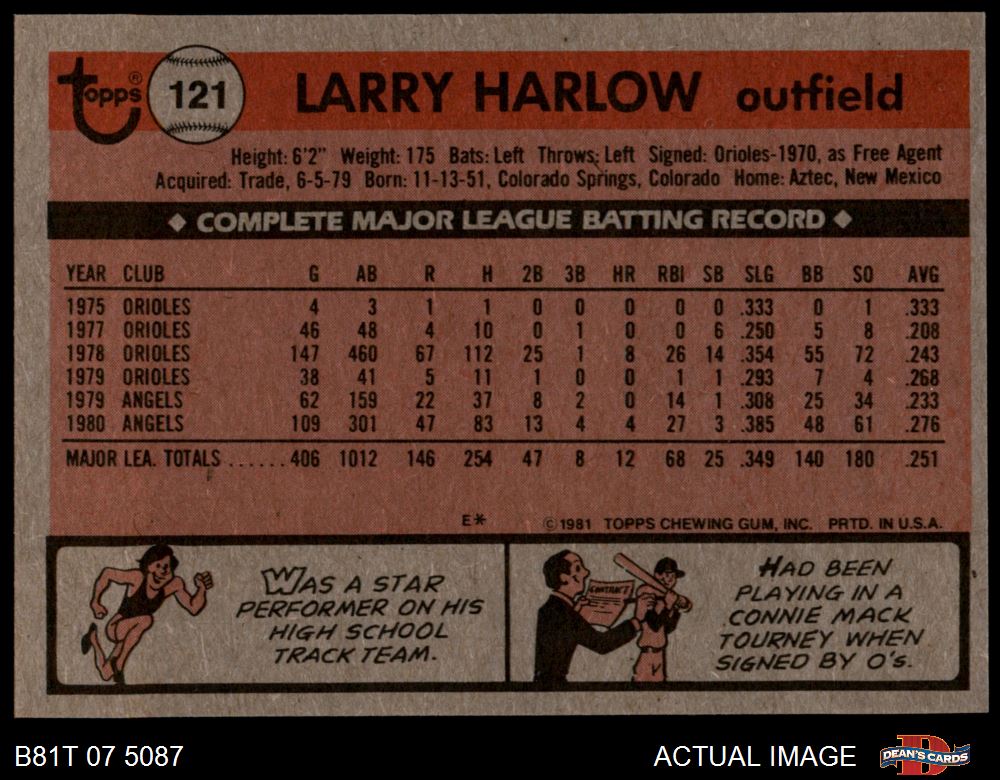 Topps® 121 LARRY HARLOW outfield
Height: 6'2" Weight: 175 Bats: Left Throws: Left Signed: Orioles-1970, as Free Agent
Acquired: Trade, 6-5-79 Born: 11-13-51, Colorado Springs, Colorado Home: Aztec, New Mexico
◆ COMPLETE MAJOR LEAGUE BATTING RECORD ◆
YEAR CLUB G AB R H 2B 3B HR RBI SB SLG BB SO AVG
1975 ORIOLES 4 3 1 1 0 0 0 0 0 .333 0 1 .333
1977 ORIOLES 46 48 4 10 0 1 0 0 6 .250 5 8 .208
1978 ORIOLES 147 460 67 112 25 1 8 26 14 .354 55 72 .243
1979 ORIOLES 38 41 5 11 1 0 0 1 1 .293 7 4 .268
1979 ANGELS 62 159 22 37 8 2 0 14 1 .308 25 34 .233
1980 ANGELS 109 301 47 83 13 4 4 27 3 .385 48 61 .276
MAJOR LEA. TOTALS ...... 406 1012 146 254 47 8 12 68 25 .349 140 180 .251
E* ©1981 TOPPS CHEWING GUM, INC. PRTD. IN U.S.A.
WAS A STAR
PERFORMER ON HIS
HIGH SCHOOL
TRACK TEAM.
CONTRACT
HAD BEEN
PLAYING IN A
CONNIE MACK
TOURNEY WHEN
SIGNED BY O's.
B81T 07 5087 ACTUAL IMAGE DEAN'S CARDS